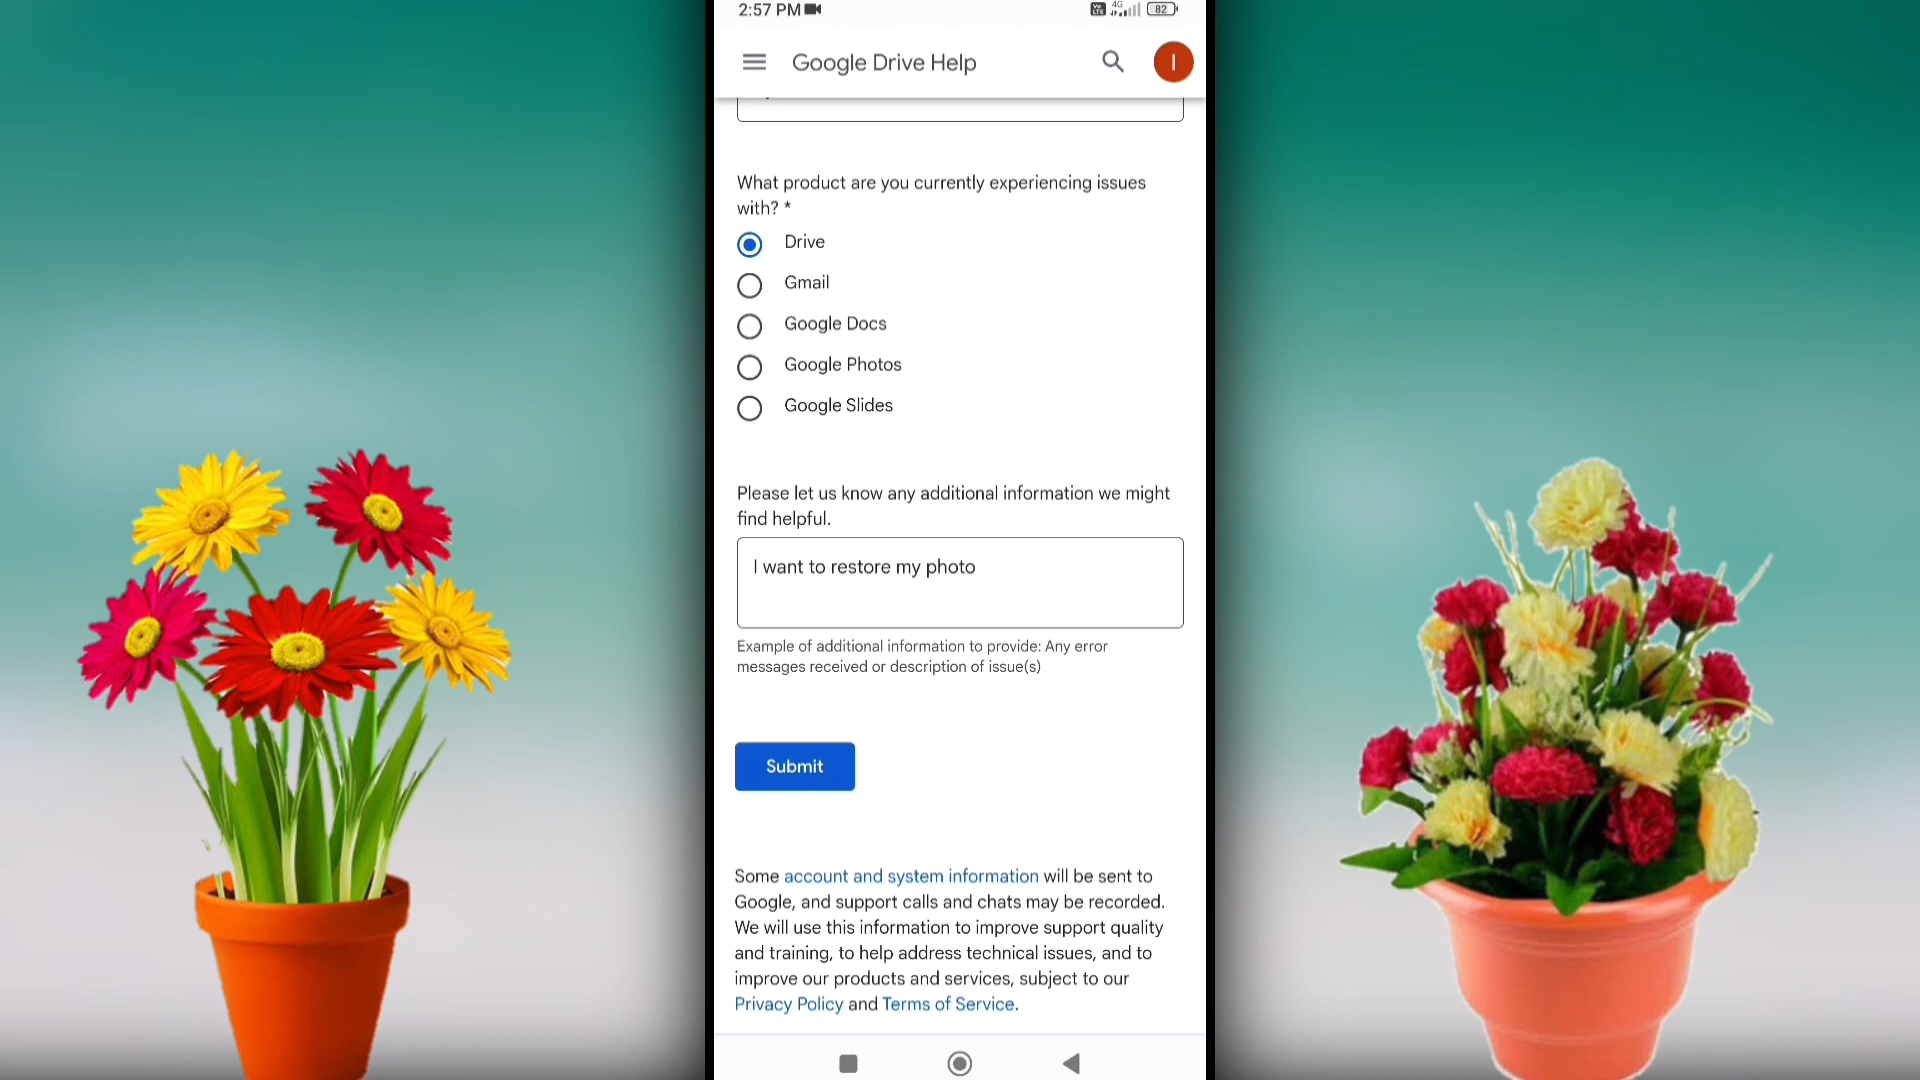 2:57 PM
Vo LTE 4G 82
Google Drive Help
I
What product are you currently experiencing issues
with? *
Drive
Gmail
Google Docs
Google Photos
Google Slides
Please let us know any additional information we might
find helpful.
I want to restore my photo
Example of additional information to provide: Any error
messages received or description of issue(s)
Submit
Some account and system information will be sent to
Google, and support calls and chats may be recorded.
We will use this information to improve support quality
and training, to help address technical issues, and to
improve our products and services, subject to our
Privacy Policy and Terms of Service.